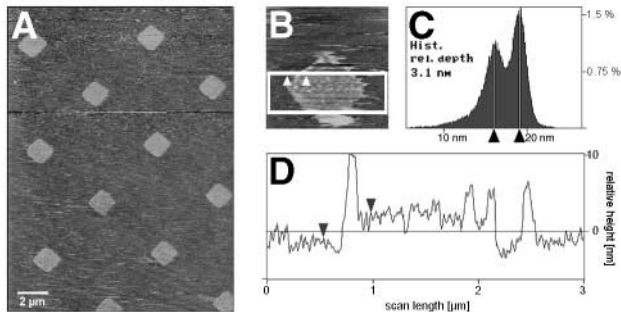 A
2 µm
B
C
Hist.
rel. depth
3.1 nm
1.5 %
0.75 %
10 nm
20 nm
D
10
0
relative height [nm]
0
1
2
3
scan length [µm]